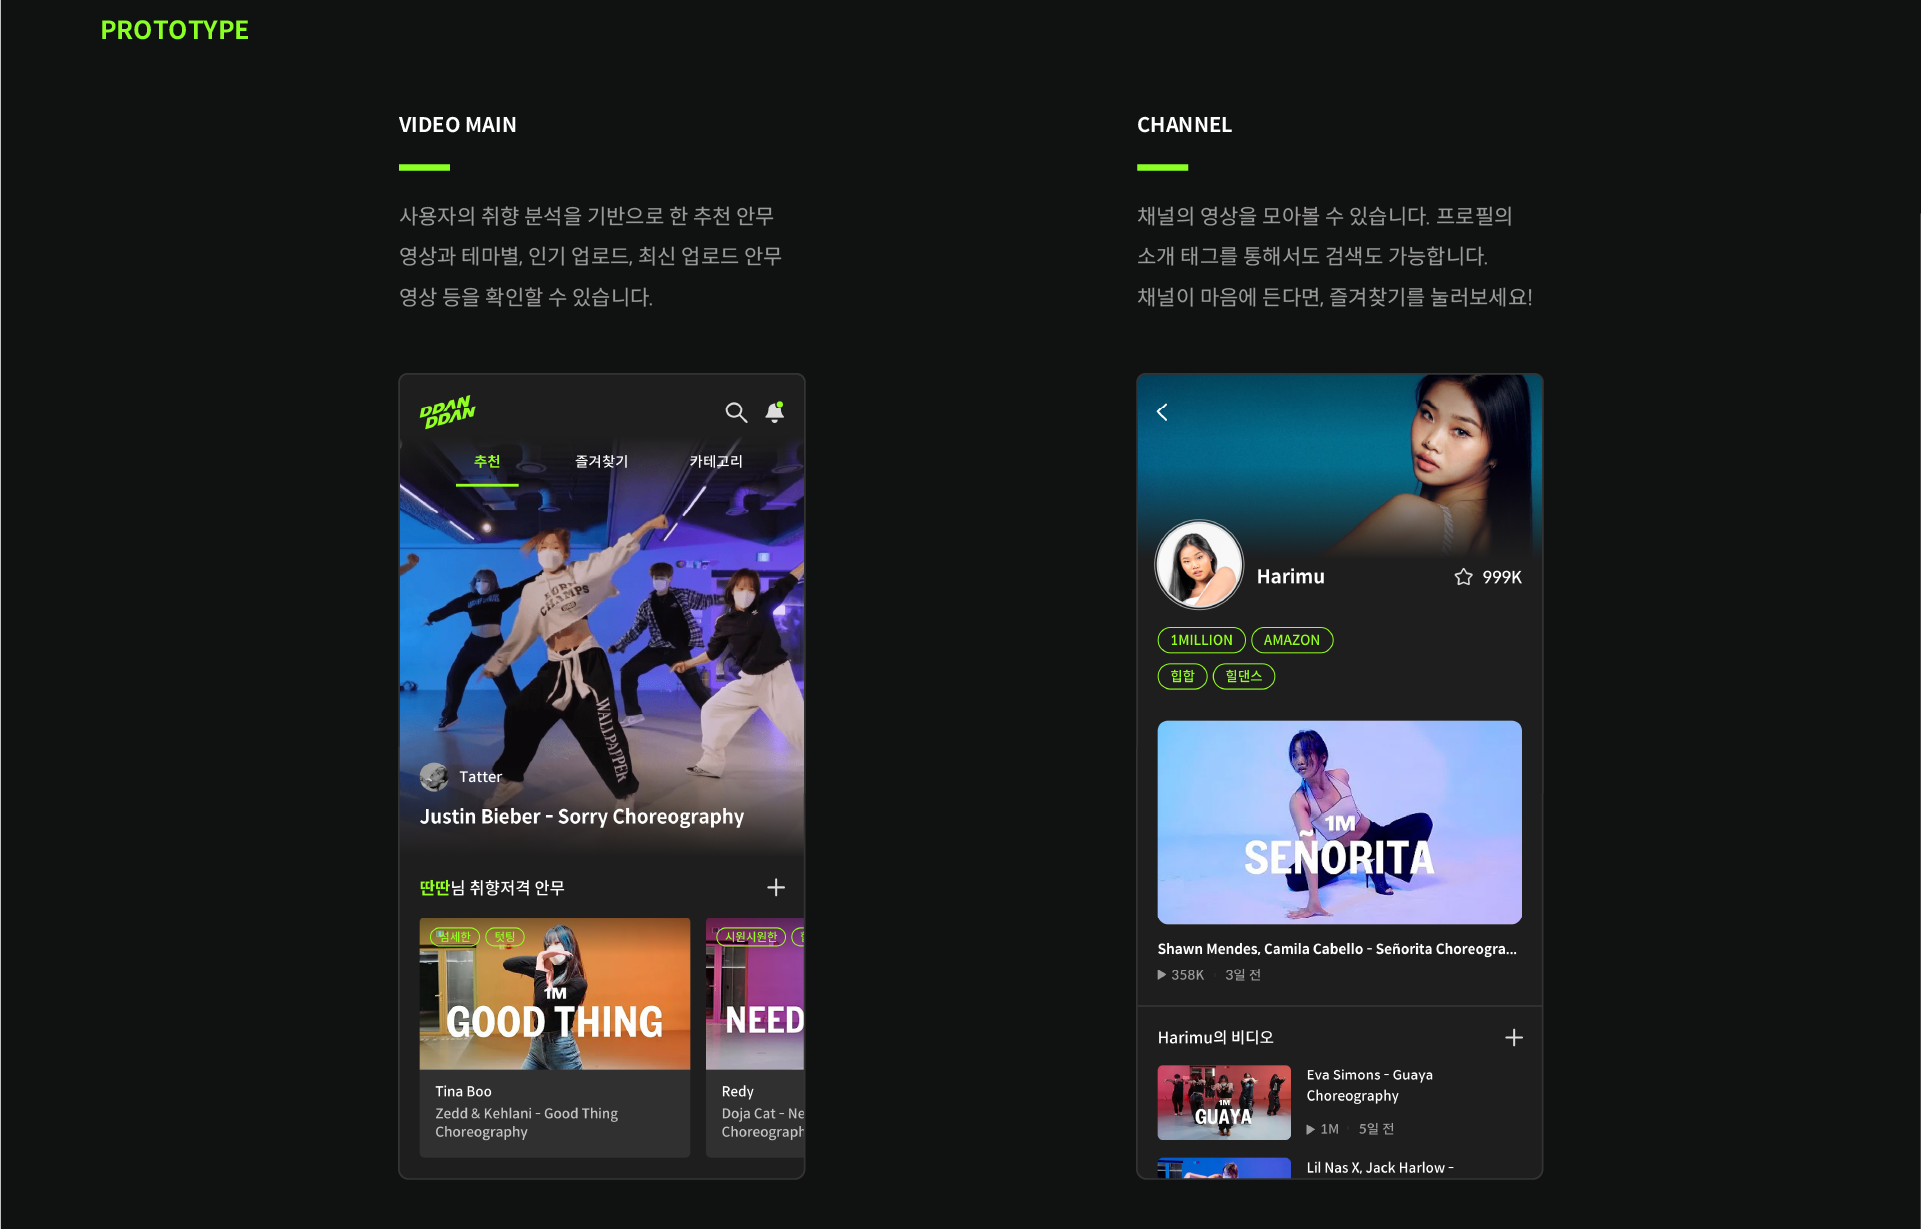 PROTOTYPE
VIDEO MAIN
사용자의 취향 분석을 기반으로 한 추천 안무
영상과 테마별, 인기 업로드, 최신 업로드 안무
영상 등을 확인할 수 있습니다.
DDAN
DDAN
추천 즐겨찾기 카테고리
CHAMPS
WALLPAPPER
Tatter
Justin Bieber - Sorry Choreography
딴딴님 취향저격 안무
섬세한 텃팅
1M
GOOD THING
Tina Boo
Zedd & Kehlani - Good Thing
Choreography
시원시원한
NEED
Redy
Doja Cat - Ne
Choreograph
CHANNEL
채널의 영상을 모아볼 수 있습니다. 프로필의
소개 태그를 통해서도 검색도 가능합니다.
채널이 마음에 든다면, 즐겨찾기를 눌러보세요!
Harimu 999K
1MILLION AMAZON
힙합 힐댄스
1M
SEÑORITA
Shawn Mendes, Camila Cabello - Señorita Choreogra...
358K · 3일 전
Harimu의 비디오
1M
GUAYA
Eva Simons - Guaya
Choreography
1M · 5일 전
Lil Nas X, Jack Harlow -